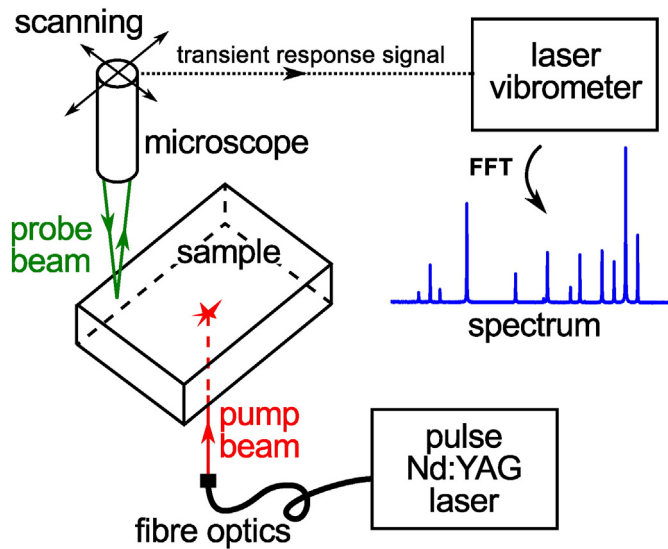 scanning
transient response signal
laser
vibrometer
microscope
FFT
probe
beam
sample
spectrum
pump
beam
pulse
Nd:YAG
laser
fibre optics